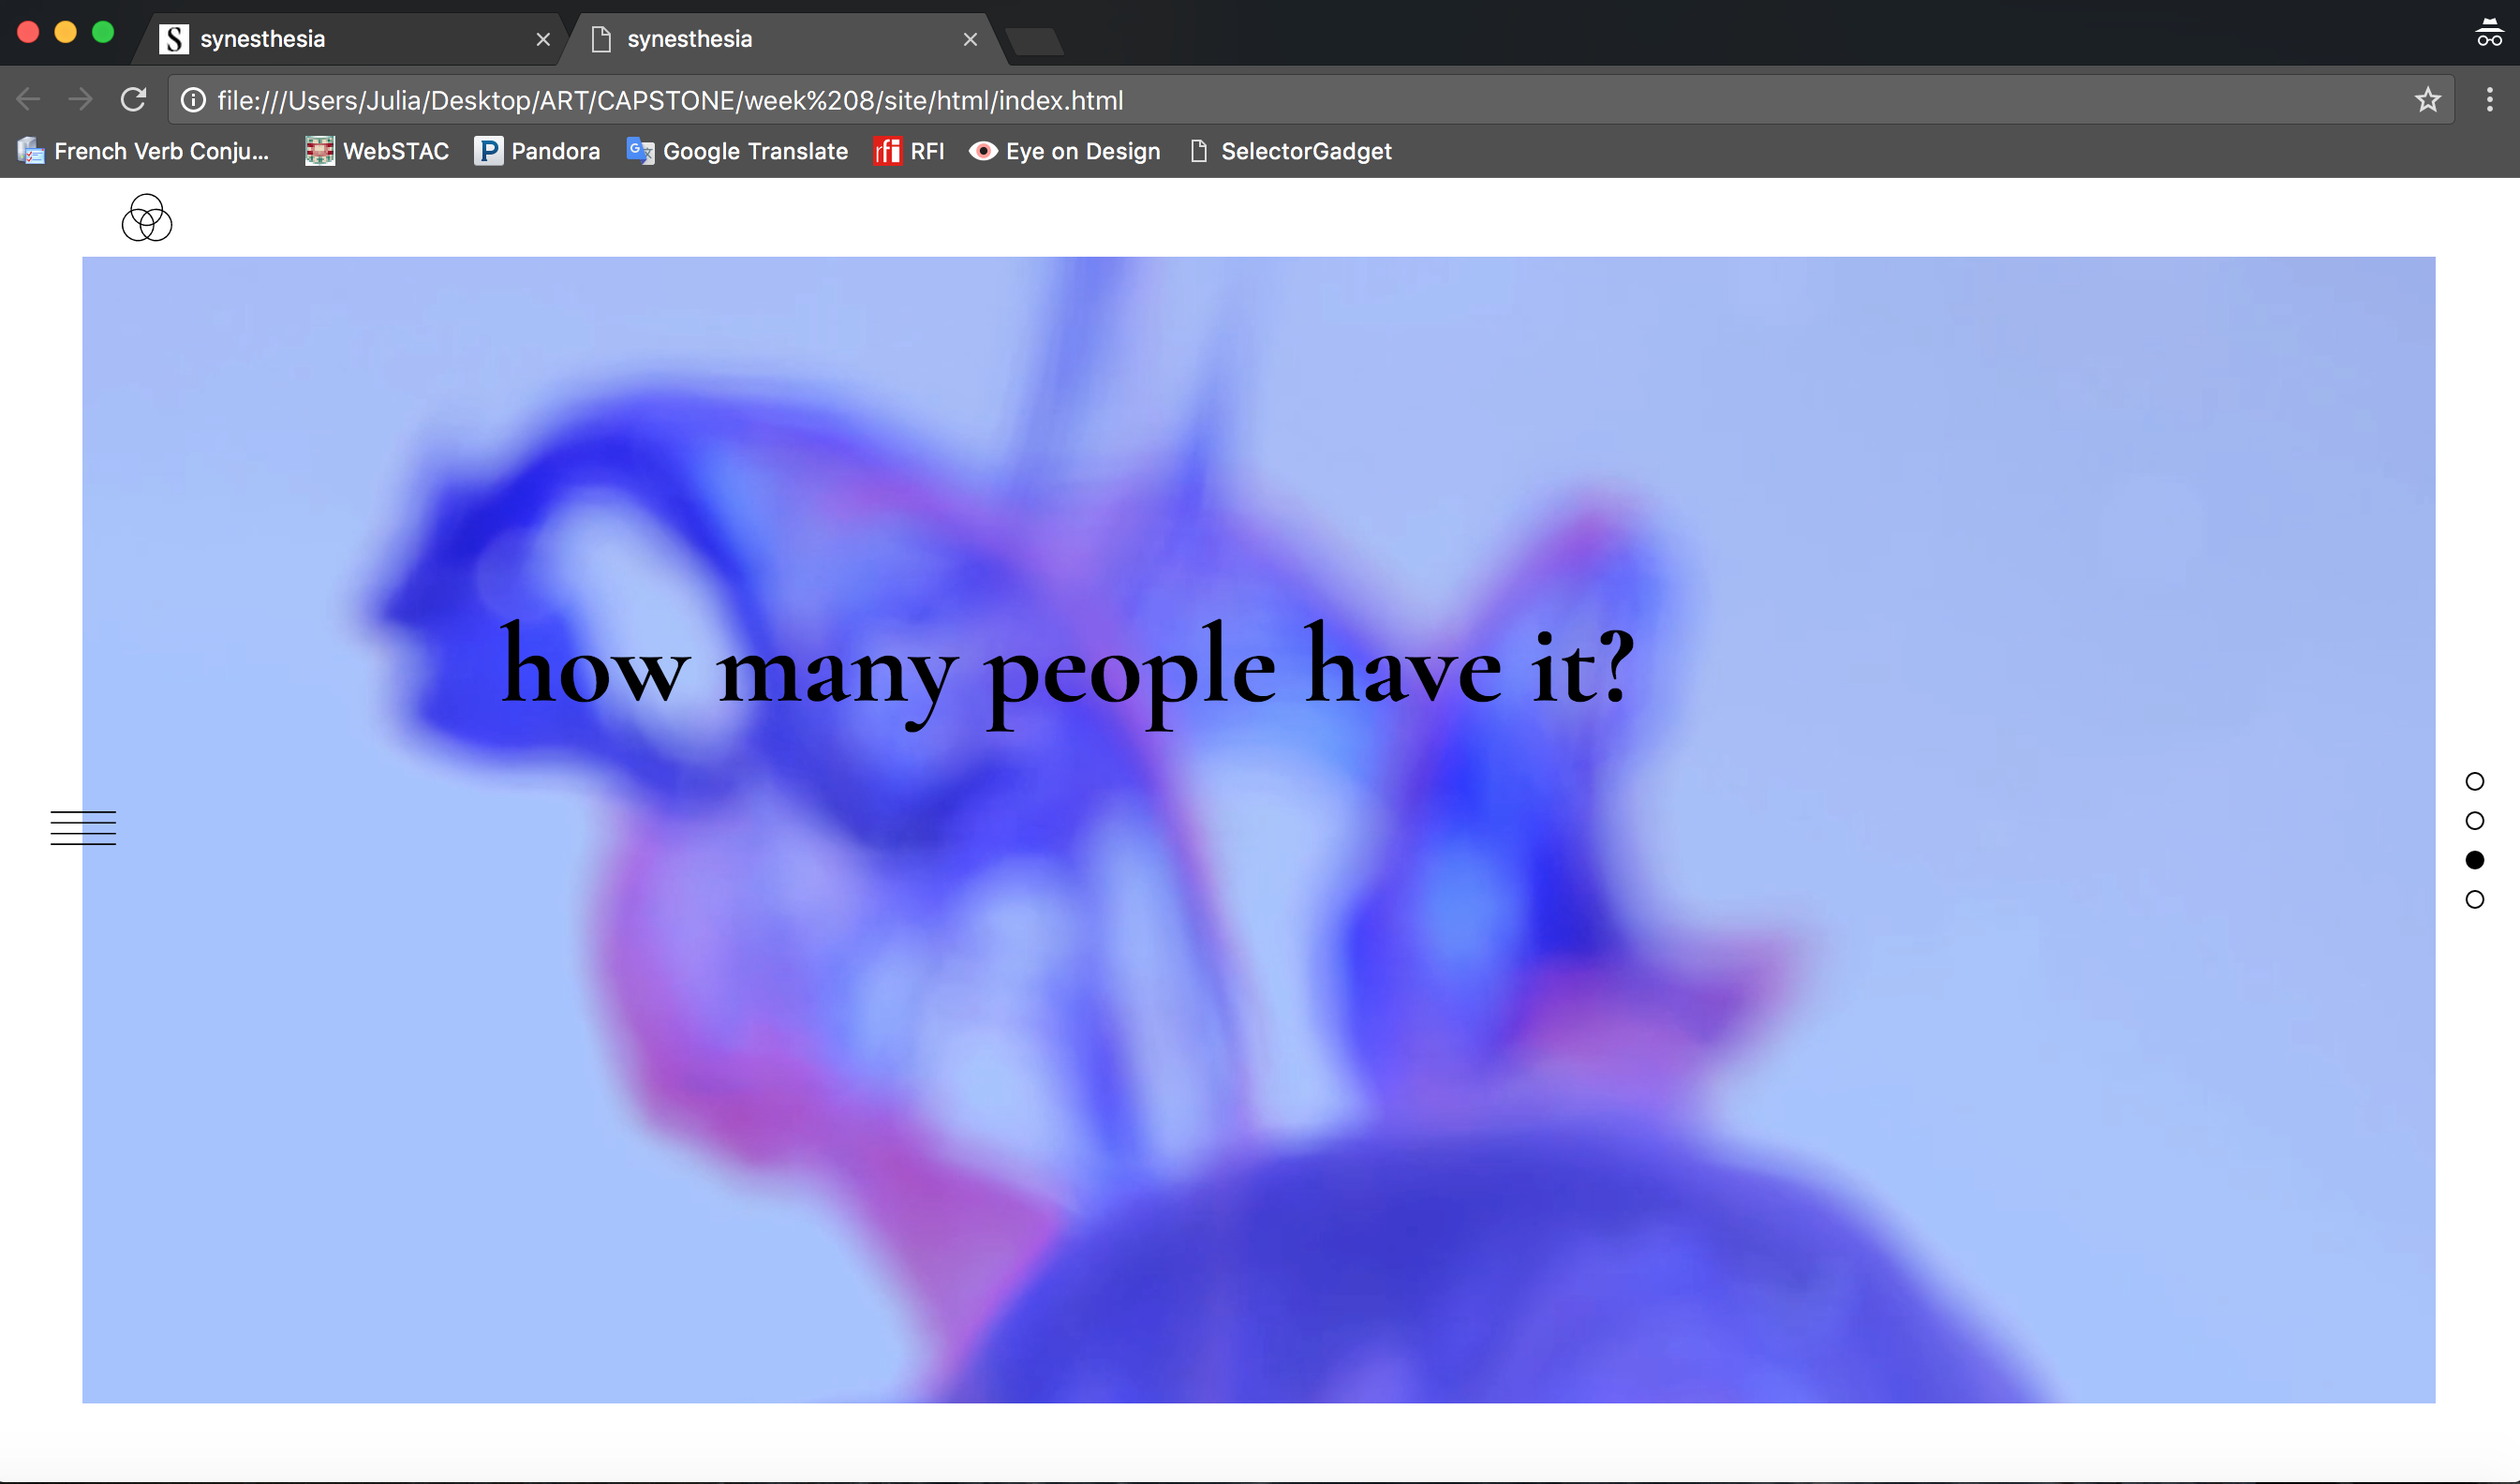 S synesthesia
synesthesia
file:///Users/Julia/Desktop/ART/CAPSTONE/week%208/site/html/index.html
French Verb Conju... WebSTAC P Pandora G Google Translate rfi RFI Eye on Design SelectorGadget
how many people have it?